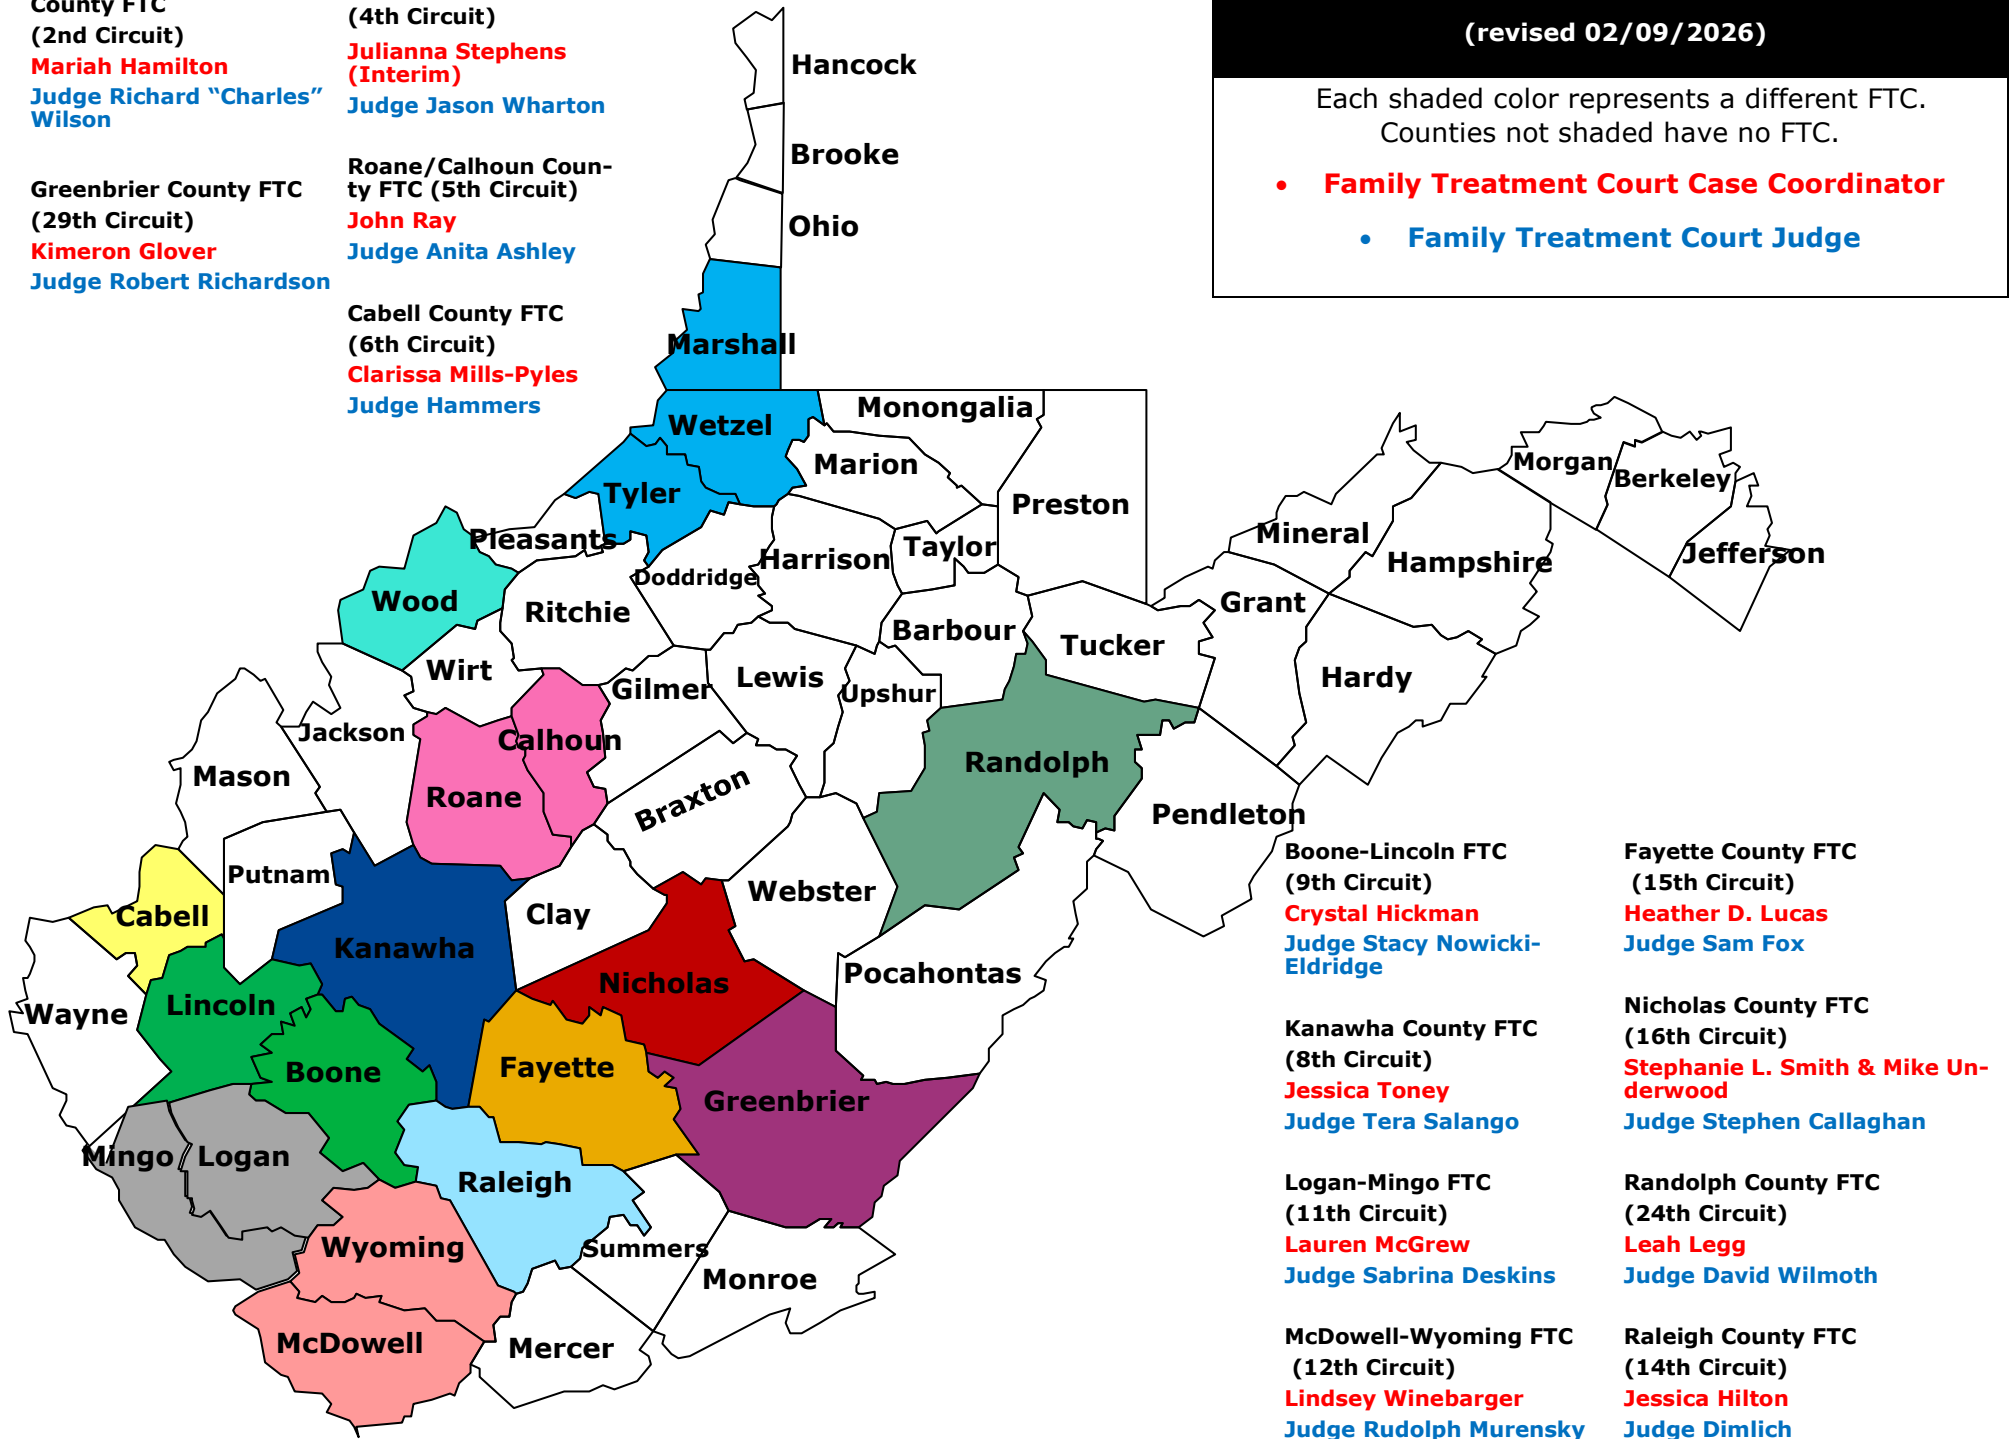 County FTC
(2nd Circuit)
Mariah Hamilton
Judge Richard “Charles”
Wilson
Greenbrier County FTC
(29th Circuit)
Kimeron Glover
Judge Robert Richardson
(4th Circuit)
Julianna Stephens
(Interim)
Judge Jason Wharton
Roane/Calhoun Coun-
ty FTC (5th Circuit)
John Ray
Judge Anita Ashley
Cabell County FTC
(6th Circuit)
Clarissa Mills-Pyles
Judge Hammers
(revised 02/09/2026)
Each shaded color represents a different FTC.
Counties not shaded have no FTC.
• Family Treatment Court Case Coordinator
• Family Treatment Court Judge
Hancock
Brooke
Ohio
Marshall
Wetzel
Monongalia
Marion
Tyler
Preston
Morgan
Berkeley
Mineral
Hampshire
Jefferson
Pleasants
Harrison
Taylor
Doddridge
Wood
Ritchie
Grant
Barbour
Tucker
Wirt
Gilmer
Lewis
Upshur
Hardy
Jackson
Calhoun
Mason
Roane
Braxton
Randolph
Pendleton
Putnam
Cabell
Clay
Webster
Kanawha
Nicholas
Pocahontas
Wayne
Lincoln
Boone
Fayette
Greenbrier
Mingo
Logan
Raleigh
Wyoming
Summers
Monroe
McDowell
Mercer
Boone-Lincoln FTC
(9th Circuit)
Crystal Hickman
Judge Stacy Nowicki-
Eldridge
Kanawha County FTC
(8th Circuit)
Jessica Toney
Judge Tera Salango
Logan-Mingo FTC
(11th Circuit)
Lauren McGrew
Judge Sabrina Deskins
McDowell-Wyoming FTC
(12th Circuit)
Lindsey Winebarger
Judge Rudolph Murensky
Fayette County FTC
(15th Circuit)
Heather D. Lucas
Judge Sam Fox
Nicholas County FTC
(16th Circuit)
Stephanie L. Smith & Mike Un-
derwood
Judge Stephen Callaghan
Randolph County FTC
(24th Circuit)
Leah Legg
Judge David Wilmoth
Raleigh County FTC
(14th Circuit)
Jessica Hilton
Judge Dimlich